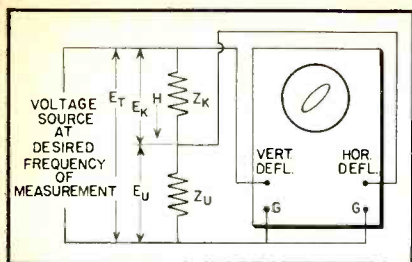 VOLTAGE
SOURCE
AT
DESIRED
FREQUENCY
OF
MEASUREMENT
E_T
E_K
H
Z_K
E_U
Z_U
VERT. DEFL.
HOR. DEFL.
G
G